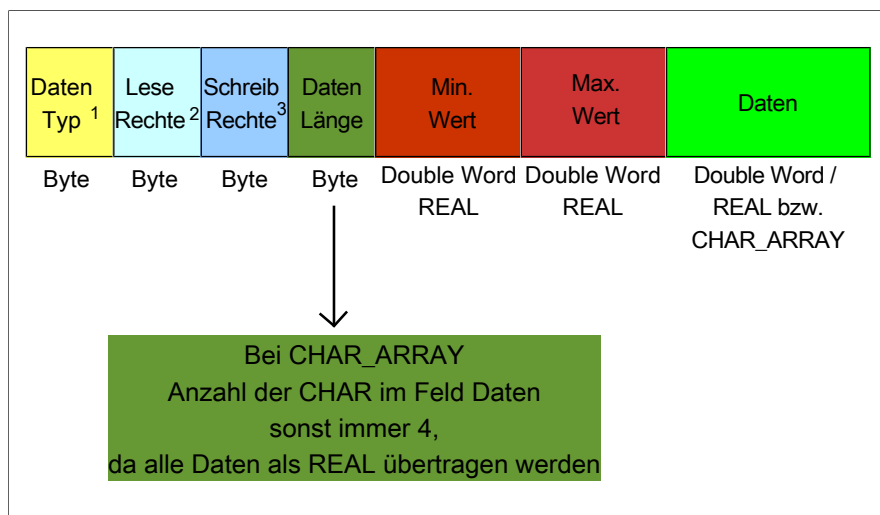 Daten Lese Schreib Daten Min. Max. Daten
Typ 1 Rechte 2 Rechte 3 Länge Wert Wert
Byte Byte Byte Byte Double Word Double Word Double Word /
REAL REAL REAL bzw.
CHAR_ARRAY
Bei CHAR_ARRAY
Anzahl der CHAR im Feld Daten
sonst immer 4,
da alle Daten als REAL übertragen werden